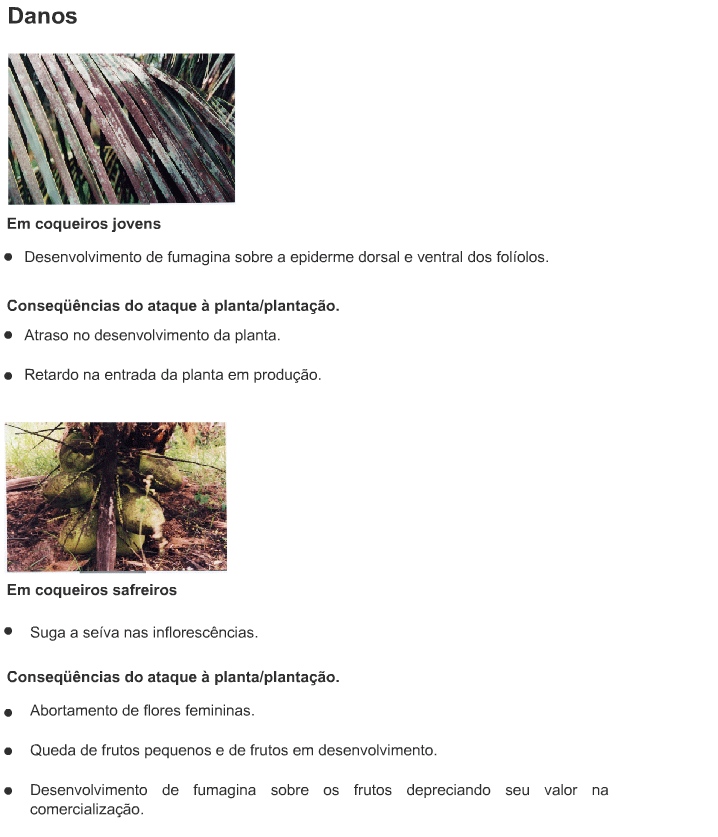 Danos
Em coqueiros jovens
● Desenvolvimento de fumagina sobre a epiderme dorsal e ventral dos folíolos.
Conseqüências do ataque à planta/plantação.
● Atraso no desenvolvimento da planta.
● Retardo na entrada da planta em produção.
Em coqueiros safreiros
● Suga a seíva nas inflorescências.
Conseqüências do ataque à planta/plantação.
● Abortamento de flores femininas.
● Queda de frutos pequenos e de frutos em desenvolvimento.
● Desenvolvimento de fumagina sobre os frutos depreciando seu valor na
comercialização.